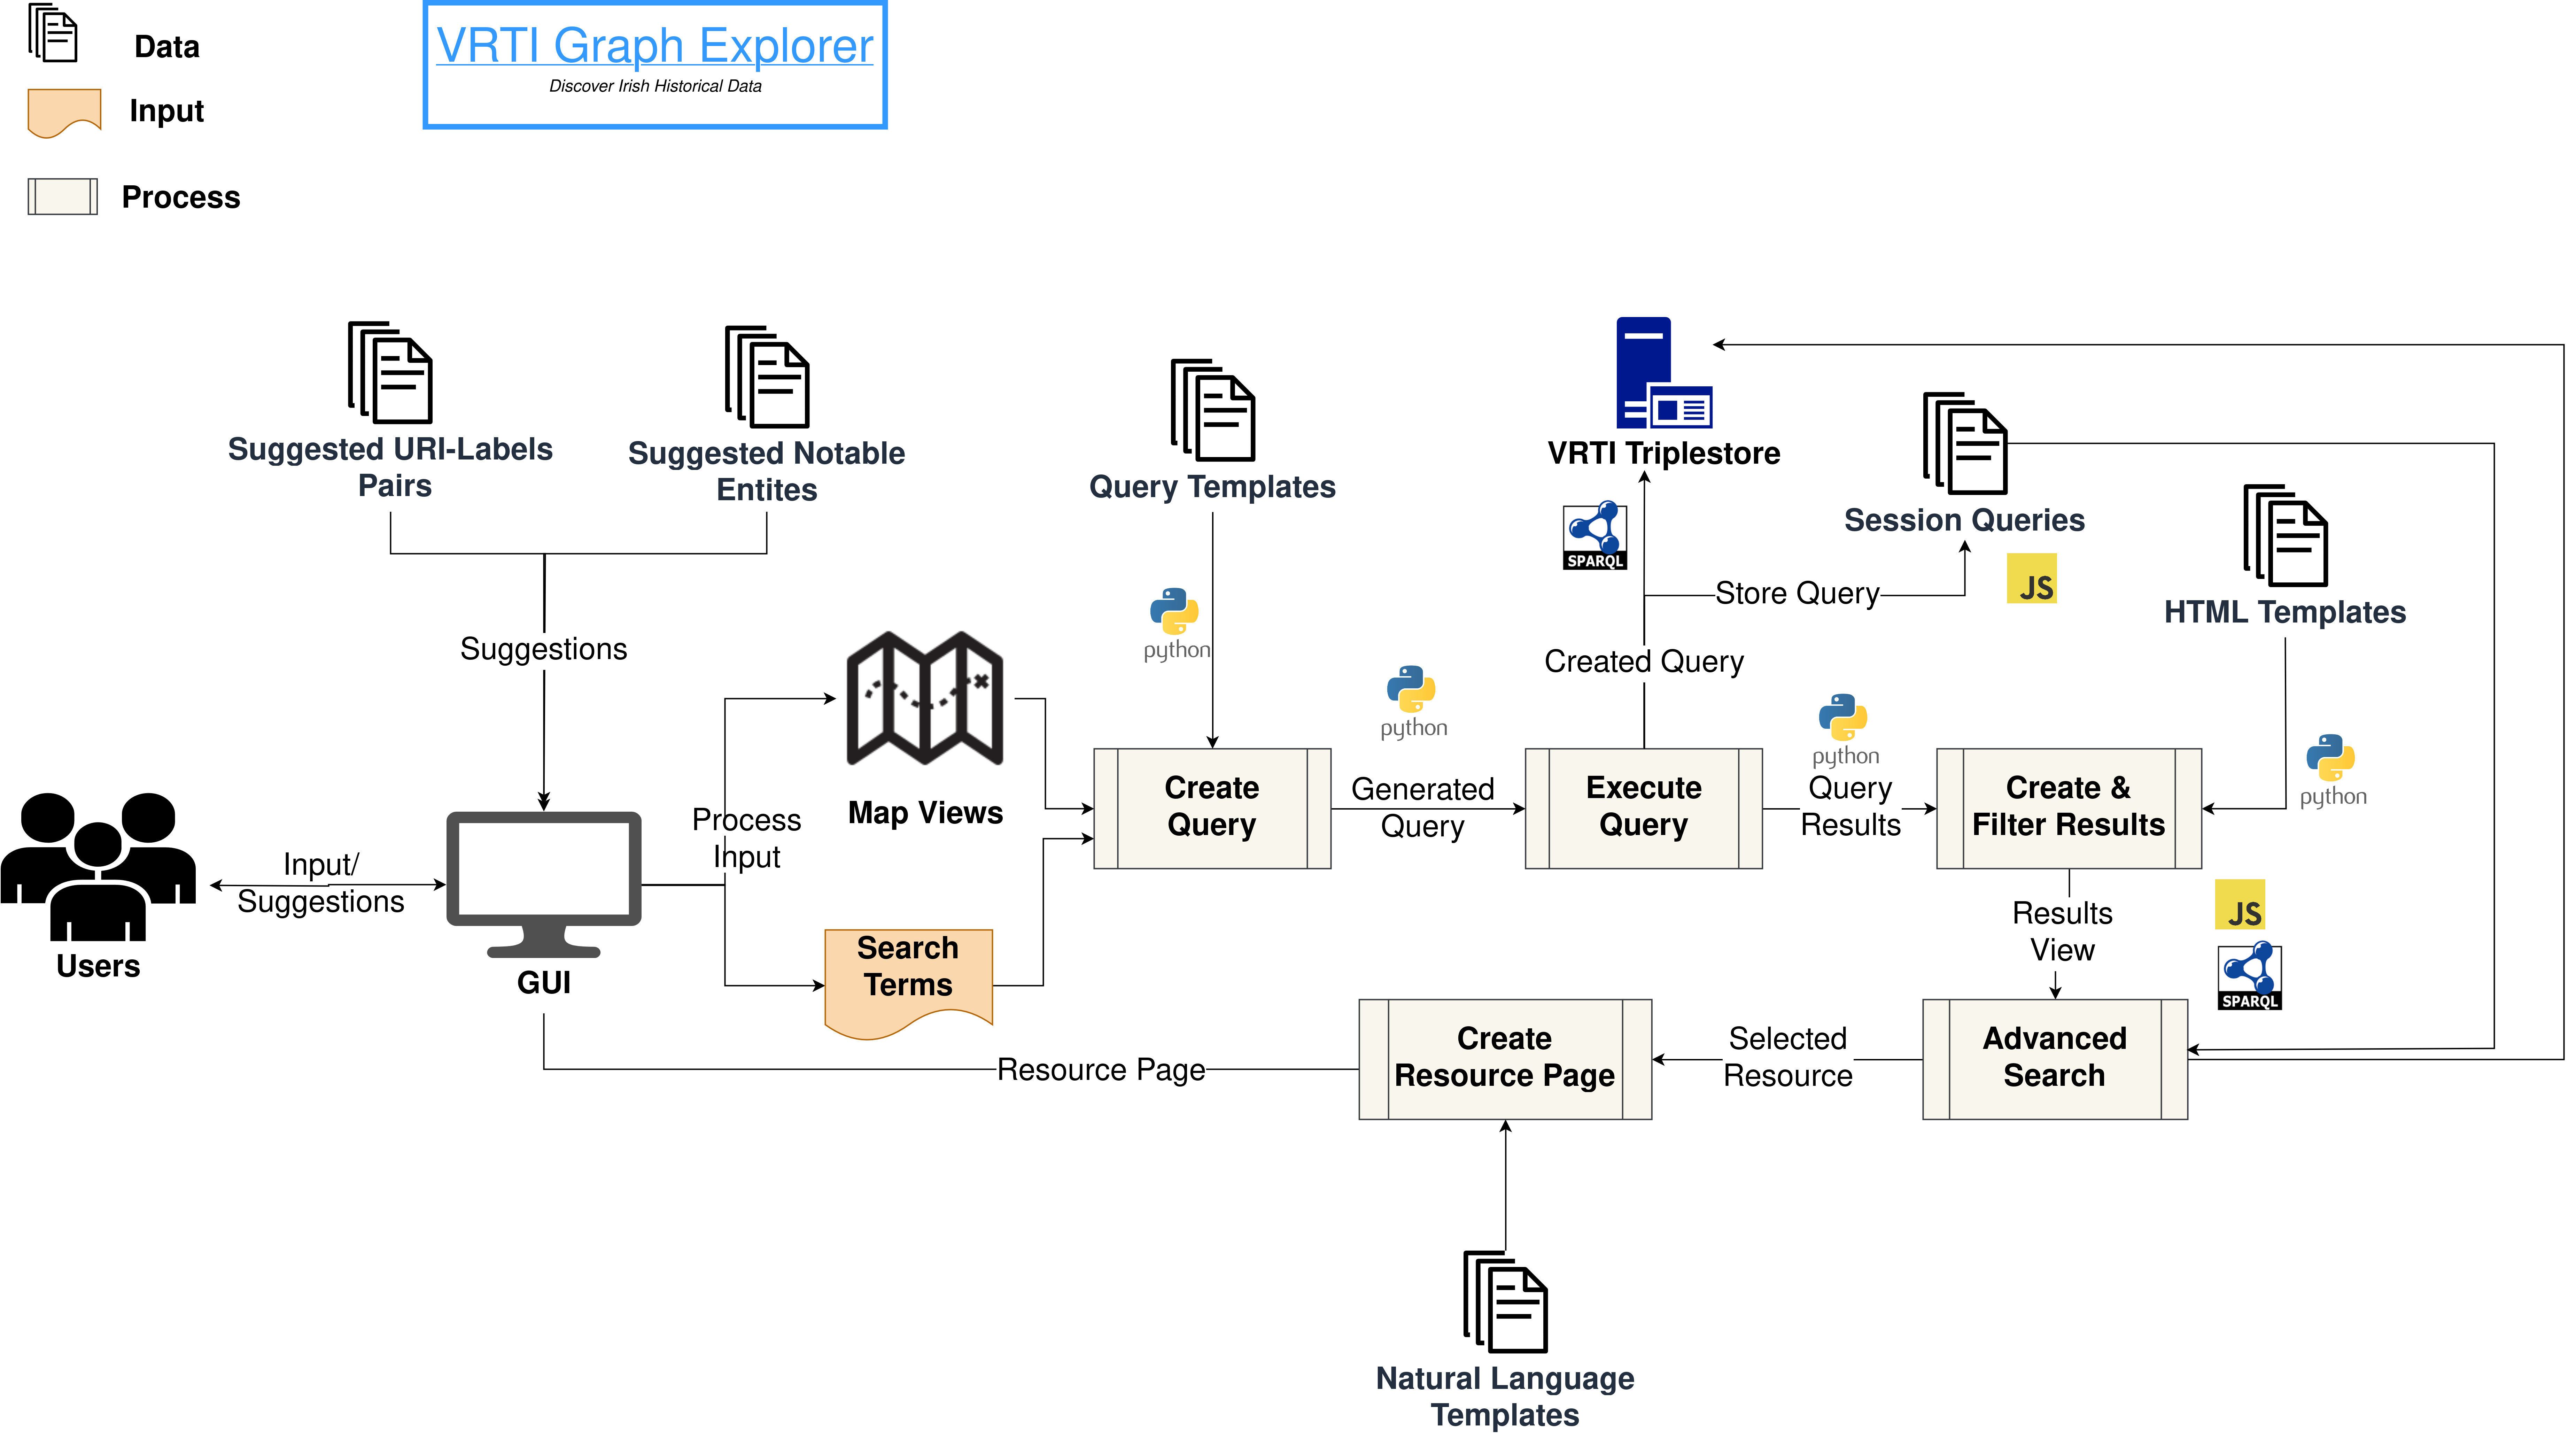 Data
Input
Process
VRTI Graph Explorer
Discover Irish Historical Data
Suggested URI-Labels
Pairs
Suggested Notable
Entites
Query Templates
VRTI Triplestore
SPARQL
Session Queries
JS
HTML Templates
Store Query
Suggestions
python
Created Query
python
python
python
Process
Input
Map Views
Create
Query
Generated
Query
Execute
Query
Query
Results
Create &
Filter Results
Input/
Suggestions
Users
GUI
Search
Terms
Results
View
JS
SPARQL
Resource Page
Create
Resource Page
Selected
Resource
Advanced
Search
Natural Language
Templates